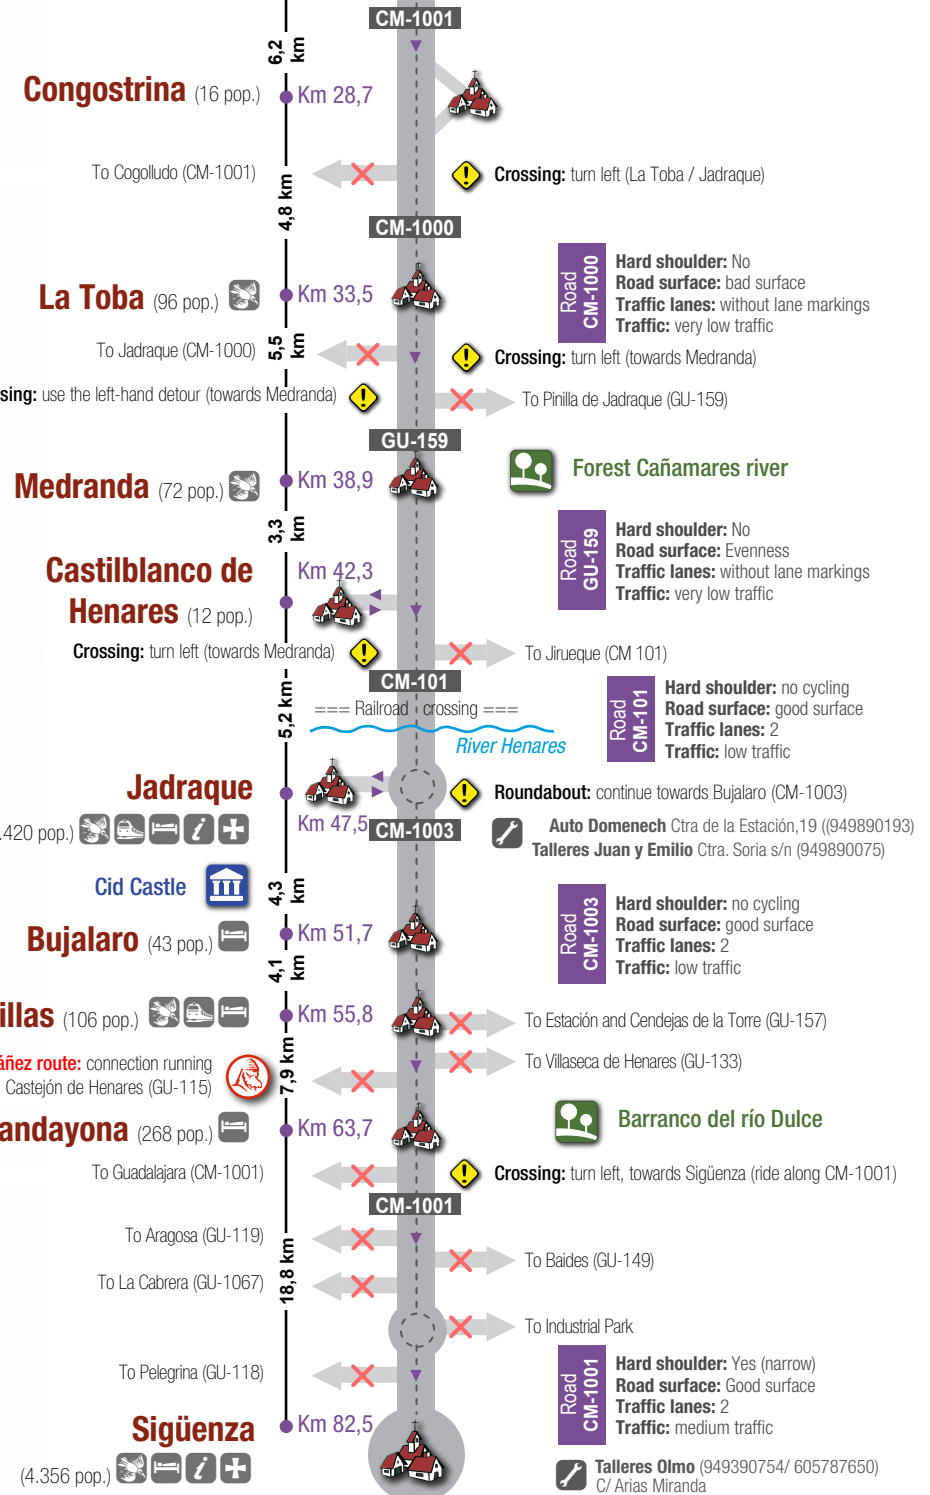 CM-1001
6,2 km
Congostrina (16 pop.)
Km 28,7
To Cogolludo (CM-1001)
Crossing: turn left (La Toba / Jadraque)
4,8 km
CM-1000
La Toba (96 pop.)
Km 33,5
Road CM-1000
Hard shoulder: No
Road surface: bad surface
Traffic lanes: without lane markings
Traffic: very low traffic
5,5 km
To Jadraque (CM-1000)
Crossing: turn left (towards Medranda)
sing: use the left-hand detour (towards Medranda)
To Pinilla de Jadraque (GU-159)
GU-159
Medranda (72 pop.)
Km 38,9
Forest Cañamares river
3,3 km
Road GU-159
Hard shoulder: No
Road surface: Evenness
Traffic lanes: without lane markings
Traffic: very low traffic
Castilblanco de
Henares (12 pop.)
Km 42,3
Crossing: turn left (towards Medranda)
To Jirueque (CM 101)
CM-101
5,2 km
=== Railroad crossing ===
River Henares
Road CM-101
Hard shoulder: no cycling
Road surface: good surface
Traffic lanes: 2
Traffic: low traffic
Jadraque
.420 pop.)
Km 47,5
Roundabout: continue towards Bujalaro (CM-1003)
CM-1003
Auto Domenech Ctra de la Estación,19 ((949890193)
Talleres Juan y Emilio Ctra. Soria s/n (949890075)
Cid Castle
4,3 km
Bujalaro (43 pop.)
Km 51,7
Road CM-1003
Hard shoulder: no cycling
Road surface: good surface
Traffic lanes: 2
Traffic: low traffic
4,1 km
illas (106 pop.)
Km 55,8
To Estación and Cendejas de la Torre (GU-157)
To Villaseca de Henares (GU-133)
7,9 km
áñez route: connection running
Castejón de Henares (GU-115)
andayona (268 pop.)
Km 63,7
Barranco del río Dulce
To Guadalajara (CM-1001)
Crossing: turn left, towards Sigüenza (ride along CM-1001)
CM-1001
To Aragosa (GU-119)
To Baides (GU-149)
18,8 km
To La Cabrera (GU-1067)
To Industrial Park
To Pelegrina (GU-118)
Road CM-1001
Hard shoulder: Yes (narrow)
Road surface: Good surface
Traffic lanes: 2
Traffic: medium traffic
Sigüenza
Km 82,5
(4.356 pop.)
Talleres Olmo (949390754/ 605787650)
C/ Arias Miranda